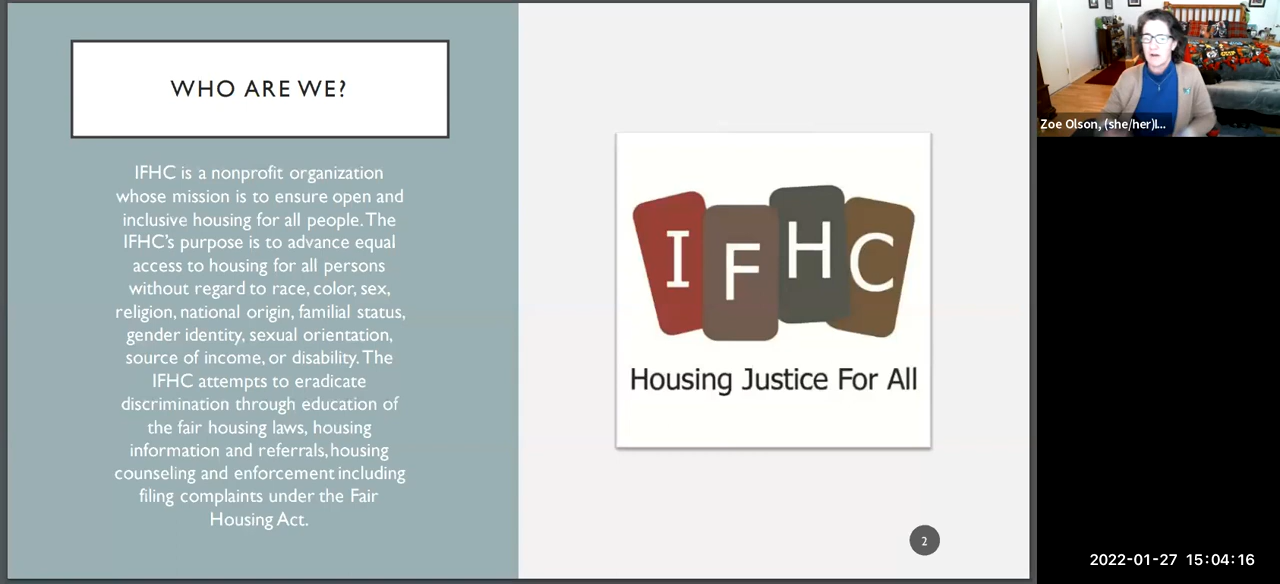 WHO ARE WE?
IFHC is a nonprofit organization
whose mission is to ensure open and
inclusive housing for all people. The
IFHC's purpose is to advance equal
access to housing for all persons
without regard to race, color, sex,
religion, national origin, familial status,
gender identity, sexual orientation,
source of income, or disability. The
IFHC attempts to eradicate
discrimination through education of
the fair housing laws, housing
information and referrals, housing
counseling and enforcement including
filing complaints under the Fair
Housing Act.
I F H C
Housing Justice For All
2
Zoe Olson, (she/her)I...
2022-01-27 15:04:16